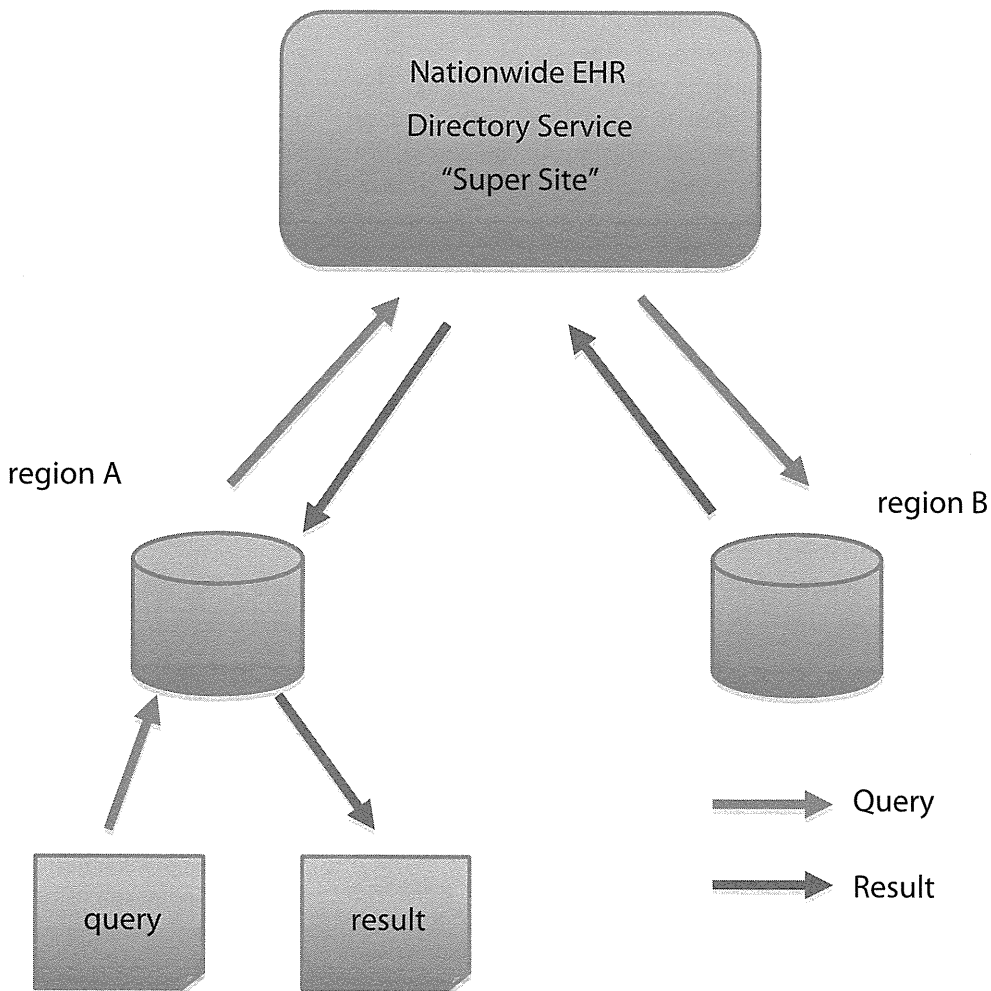 Nationwide EHR
Directory Service
“Super Site”
region A
region B
Query
Result
query
result